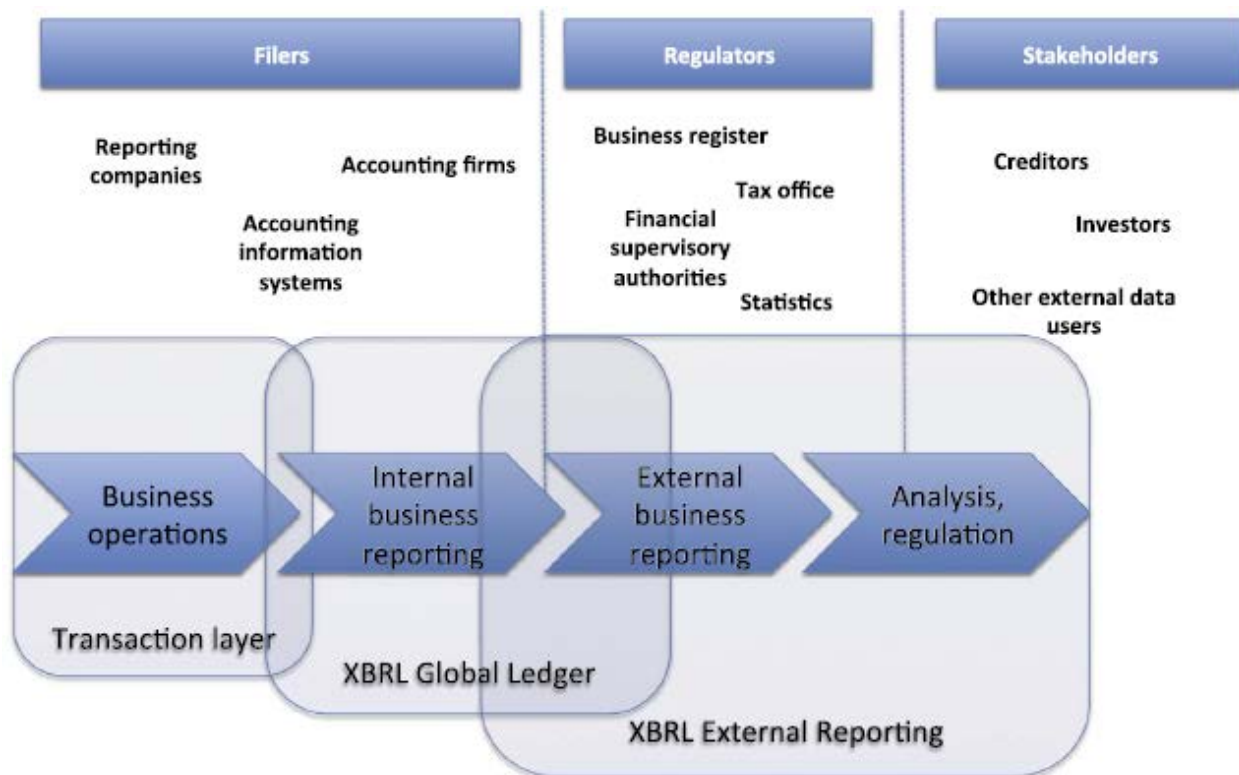 Filers
Regulators
Stakeholders
Reporting
companies
Accounting firms
Accounting
information
systems
Business register
Tax office
Financial
supervisory
authorities
Statistics
Creditors
Investors
Other external data
users
Business
operations
Internal
business
reporting
External
business
reporting
Analysis,
regulation
Transaction layer
XBRL Global Ledger
XBRL External Reporting